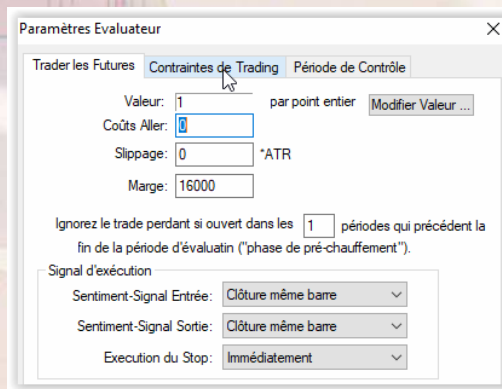 Paramètres Evaluateur
Trader les Futures Contraintes de Trading Période de Contrôle
Valeur: 1 par point entier Modifier Valeur ...
Coûts Aller: 0
Slippage: 0 *ATR
Marge: 16000
Ignorez le trade perdant si ouvert dans les 1 périodes qui précédent la
fin de la période d'évaluatin ("phase de pré-chauffement").
Signal d'exécution
Sentiment-Signal Entrée: Clôture même barre
Sentiment-Signal Sortie: Clôture même barre
Execution du Stop: Immédiatement